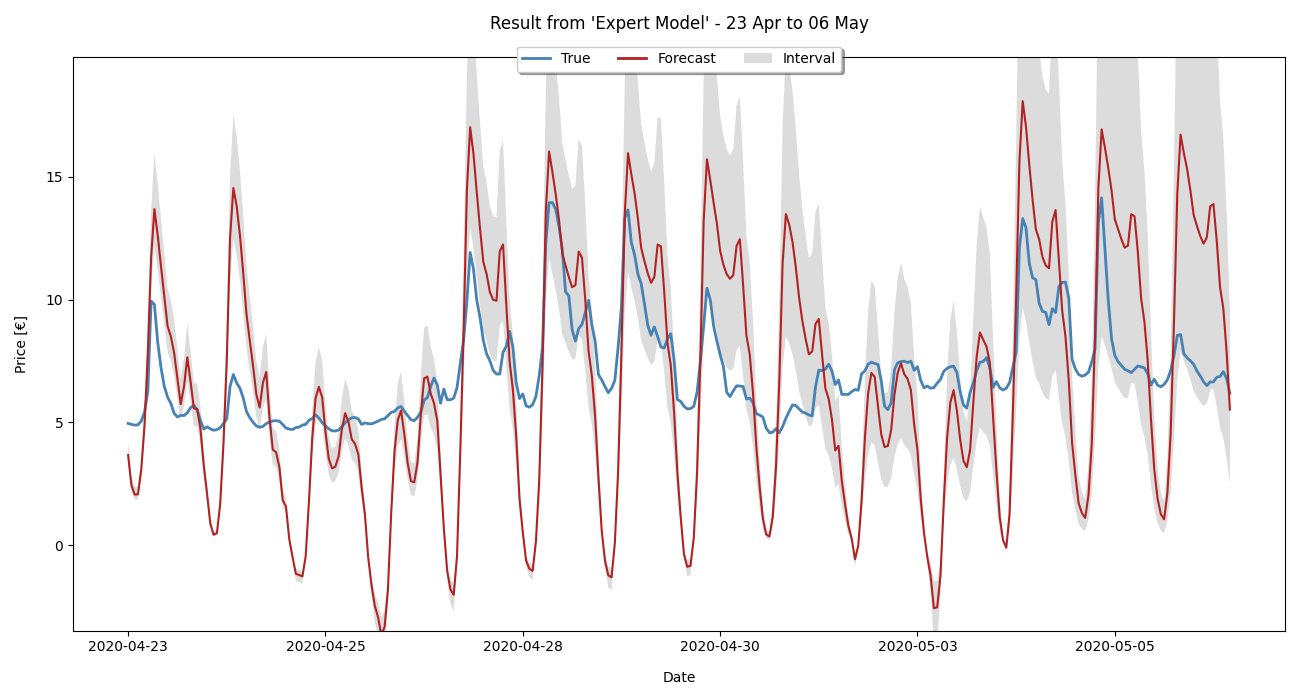 Result from 'Expert Model' - 23 Apr to 06 May
True Forecast Interval
15
10
5
0
Price [€]
2020-04-23 2020-04-25 2020-04-28 2020-04-30 2020-05-03 2020-05-05
Date